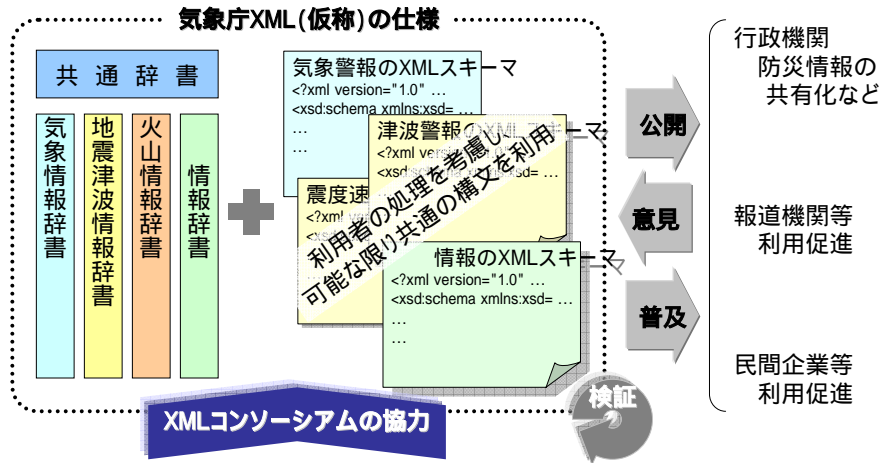 気象庁XML(仮称)の仕様
共通辞書
気象情報辞書
地震津波情報辞書
火山情報辞書
情報辞書
気象警報のXMLスキーマ
<?xml version="1.0" …
<xsd:schema xmlns:xsd= …
…
…
津波警報のXMLスキーマ
<?xml version="1.0" …
<xsd:schema xmlns:xsd= …
震度速
<?xml
<xsd
利用者の処理を考慮し、
可能な限り共通の構文を利用
情報のXMLスキーマ
<?xml version="1.0" …
<xsd:schema xmlns:xsd= …
…
…
XMLコンソーシアムの協力
検証
公開
意見
普及
行政機関
防災情報の
共有化など
報道機関等
利用促進
民間企業等
利用促進